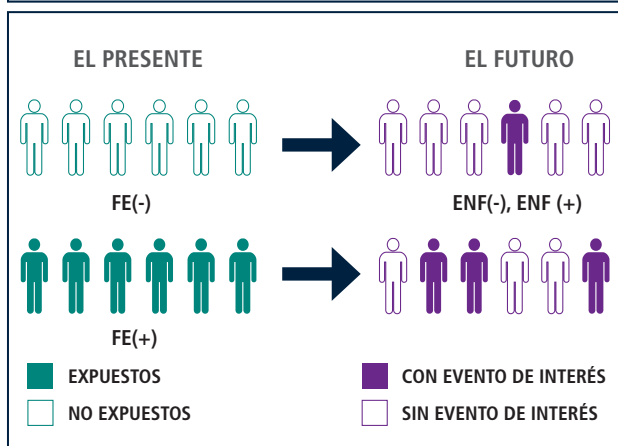 EL PRESENTE
EL FUTURO
FE(-)
ENF(-), ENF (+)
FE(+)
EXPUESTOS
CON EVENTO DE INTERÉS
NO EXPUESTOS
SIN EVENTO DE INTERÉS